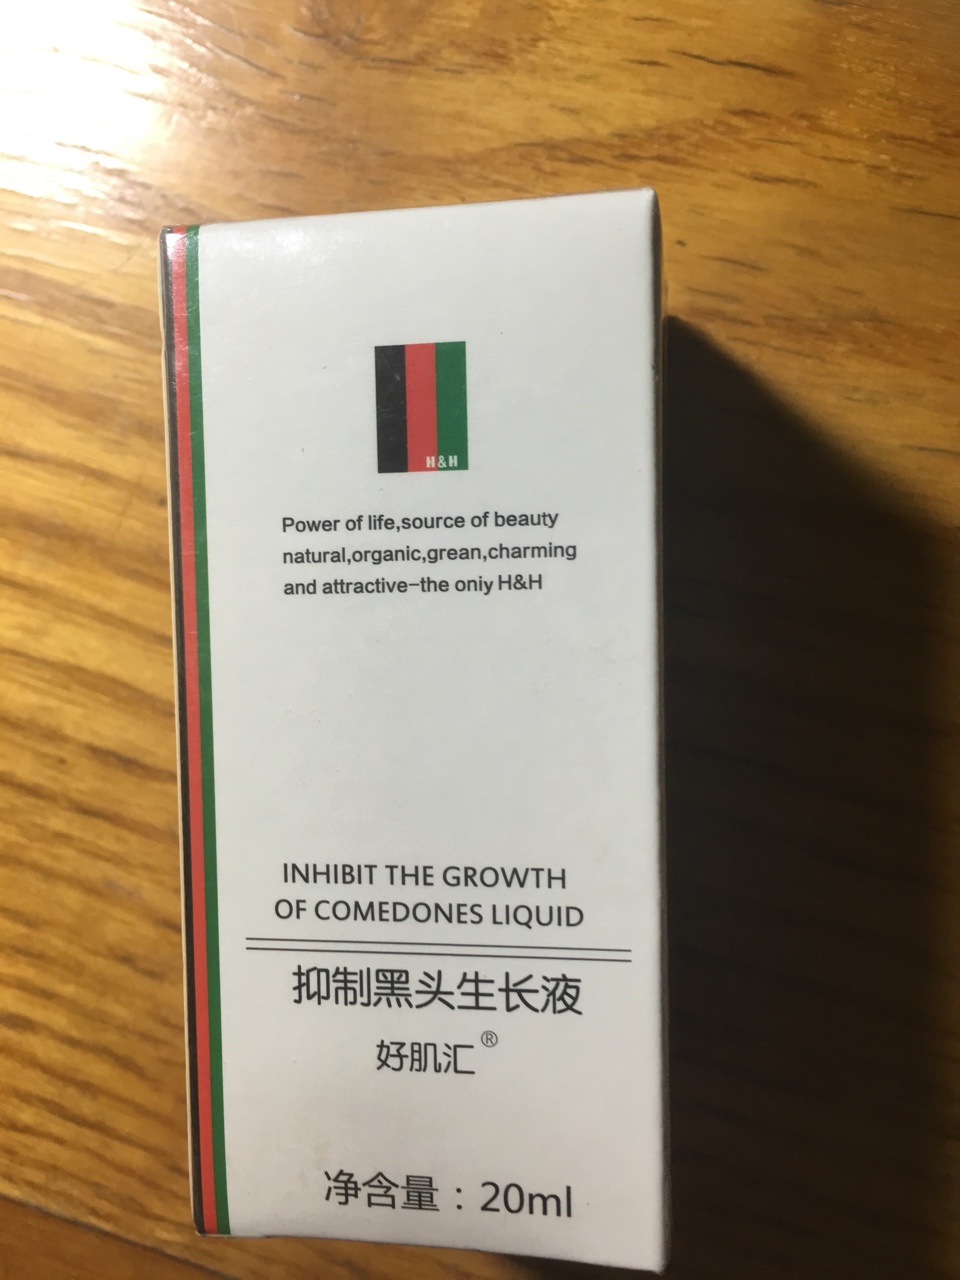 H&H
Power of life,source of beauty
natural,organic,grean,charming
and attractive-the oniy H&H
INHIBIT THE GROWTH
OF COMEDONES LIQUID
抑制黑头生长液
好肌汇®
净含量：20ml